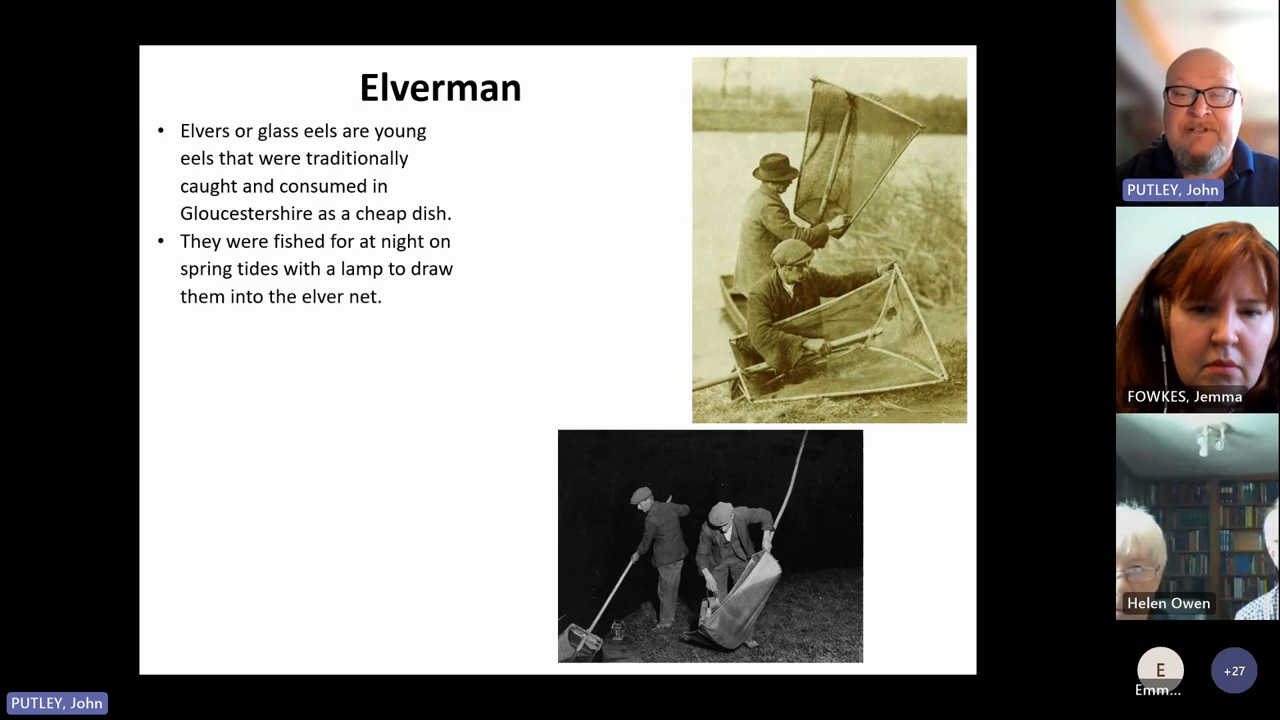 Elverman
• Elvers or glass eels are young
eels that were traditionally
caught and consumed in
Gloucestershire as a cheap dish.
• They were fished for at night on
spring tides with a lamp to draw
them into the elver net.
PUTLEY, John
FOWKES, Jemma
Helen Owen
E
Emm...
+27
PUTLEY, John